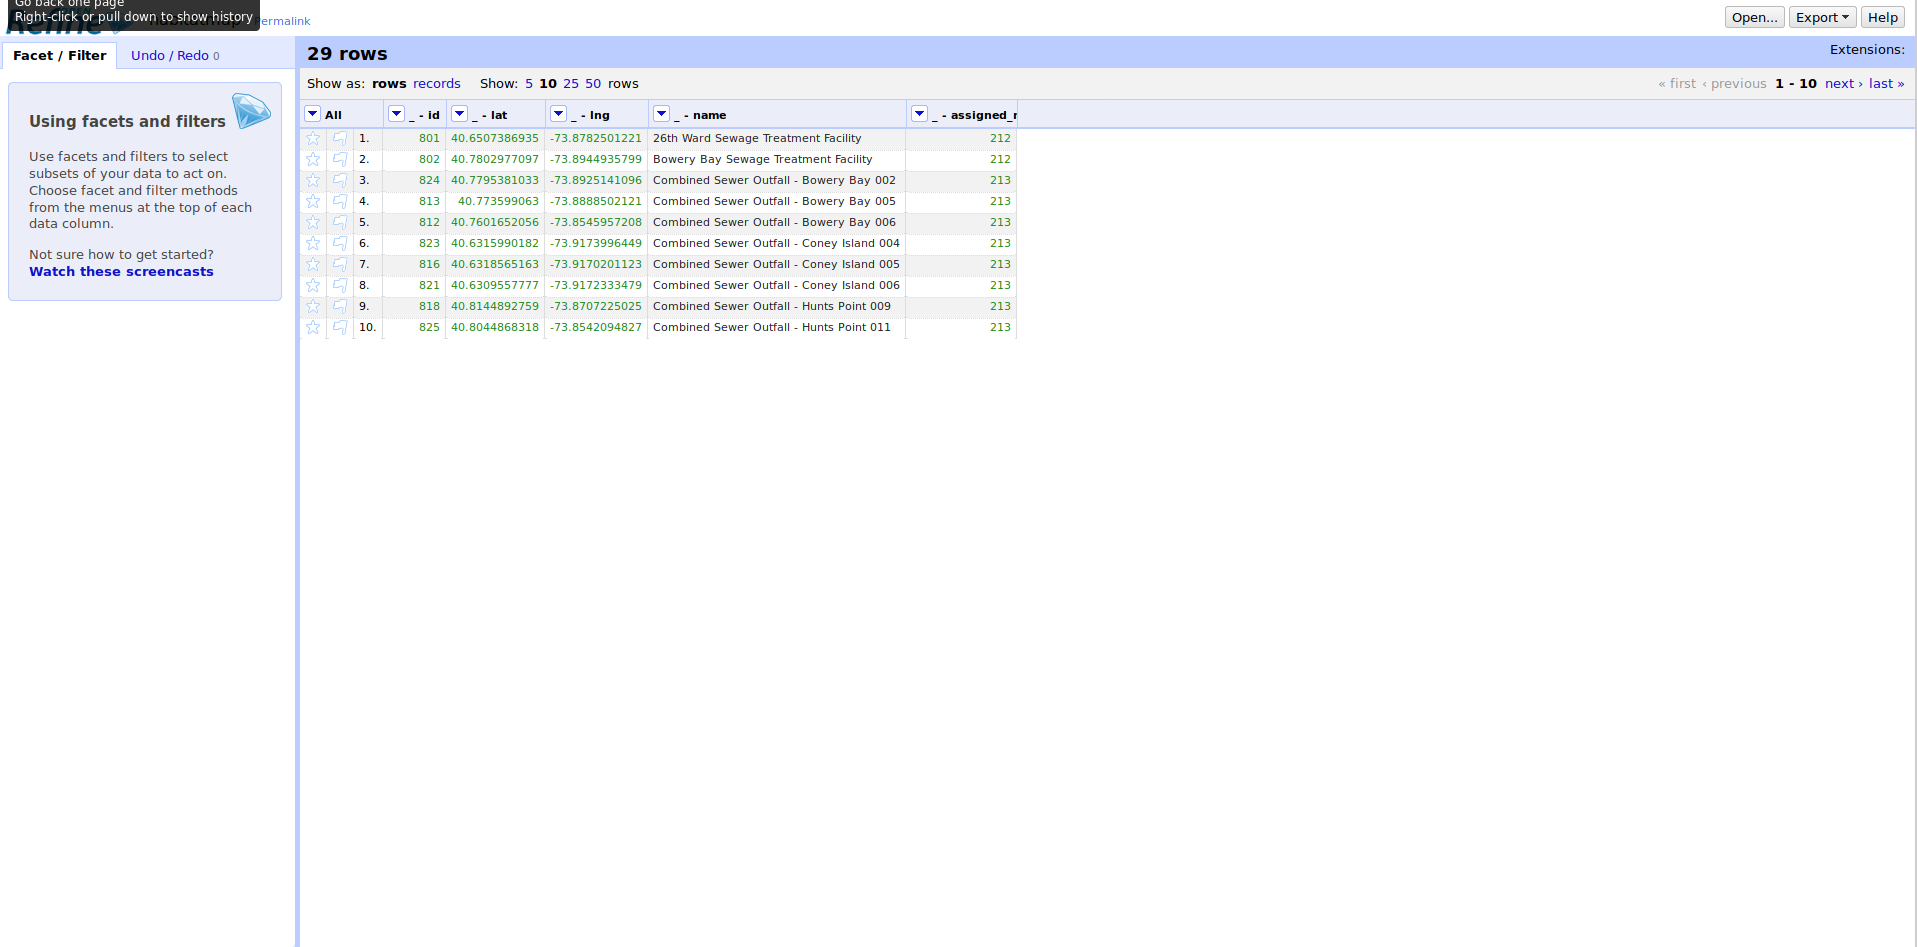 Go back one page
Right-click or pull down to show history
Refine
Permalink
Open...
Export
Help
Facet / Filter
Undo / Redo 0
29 rows
Extensions:
Using facets and filters
Use facets and filters to select
subsets of your data to act on.
Choose facet and filter methods
from the menus at the top of each
data column.
Not sure how to get started?
Watch these screencasts
Show as: rows records Show: 5 10 25 50 rows
« first ‹ previous 1 - 10 next › last »
All _ - id _ - lat _ - lng _ - name _ - assigned_
1. 801 40.6507386935 -73.8782501221 26th Ward Sewage Treatment Facility 212
2. 802 40.7802977097 -73.8944935799 Bowery Bay Sewage Treatment Facility 212
3. 824 40.7795381033 -73.8925141096 Combined Sewer Outfall - Bowery Bay 002 213
4. 813 40.773599063 -73.8888502121 Combined Sewer Outfall - Bowery Bay 005 213
5. 812 40.7601652056 -73.8545957208 Combined Sewer Outfall - Bowery Bay 006 213
6. 823 40.6315990182 -73.9173996449 Combined Sewer Outfall - Coney Island 004 213
7. 816 40.6318565163 -73.9170201123 Combined Sewer Outfall - Coney Island 005 213
8. 821 40.6309557777 -73.9172333479 Combined Sewer Outfall - Coney Island 006 213
9. 818 40.8144892759 -73.8707225025 Combined Sewer Outfall - Hunts Point 009 213
10. 825 40.8044868318 -73.8542094827 Combined Sewer Outfall - Hunts Point 011 213